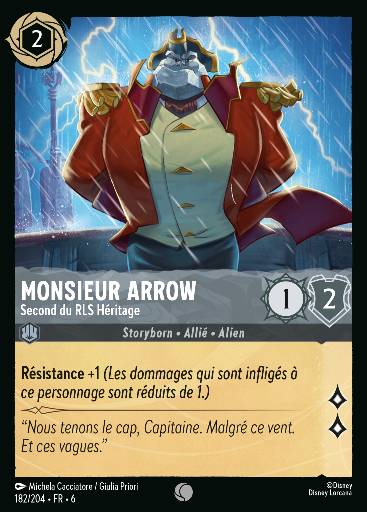 2
MONSIEUR ARROW
Second du RLS Héritage
1
2
Storyborn • Allié • Alien
Résistance +1 (Les dommages qui sont infligés à
ce personnage sont réduits de 1.)
“Nous tenons le cap, Capitaine. Malgré ce vent.
Et ces vagues.”
Michela Cacciatore / Giulia Priori
182/204 • FR • 6
©Disney
Disney Lorcana